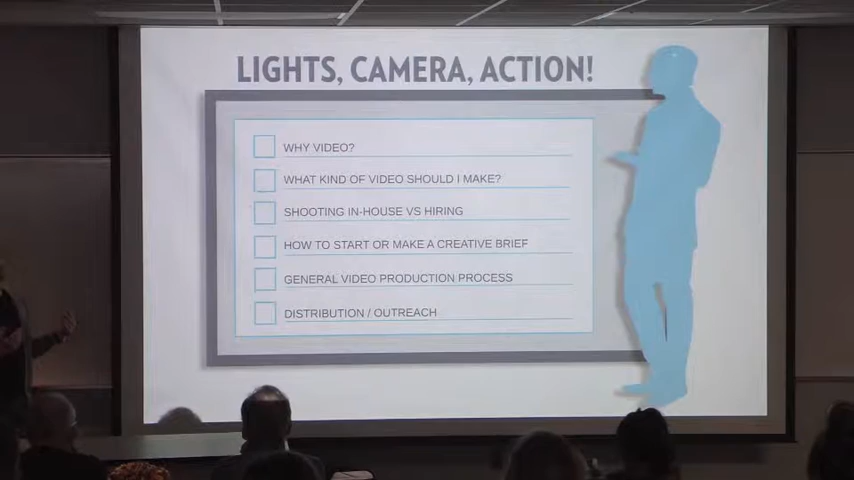 LIGHTS, CAMERA, ACTION!
WHY VIDEO?
WHAT KIND OF VIDEO SHOULD I MAKE?
SHOOTING IN-HOUSE VS HIRING
HOW TO START OR MAKE A CREATIVE BRIEF
GENERAL VIDEO PRODUCTION PROCESS
DISTRIBUTION / OUTREACH